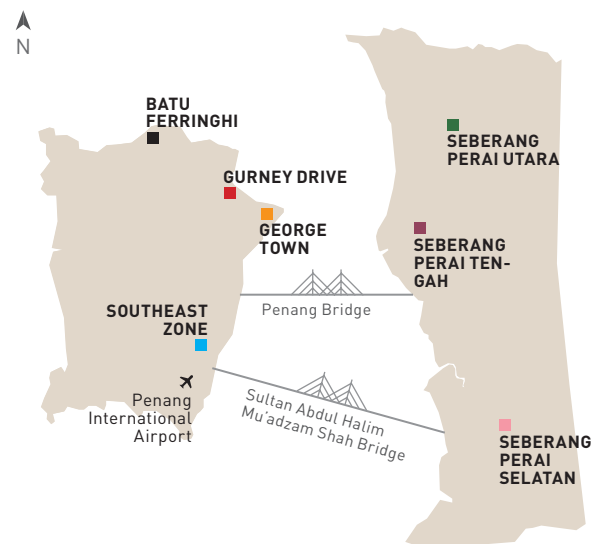 N
BATU
FERRINGHI
GURNEY DRIVE
GEORGE
TOWN
SOUTHEAST
ZONE
Penang
International
Airport
Penang Bridge
Sultan Abdul Halim
Mu'adzam Shah Bridge
SEBERANG
PERAI UTARA
SEBERANG
PERAI TEN-
GAH
SEBERANG
PERAI
SELATAN